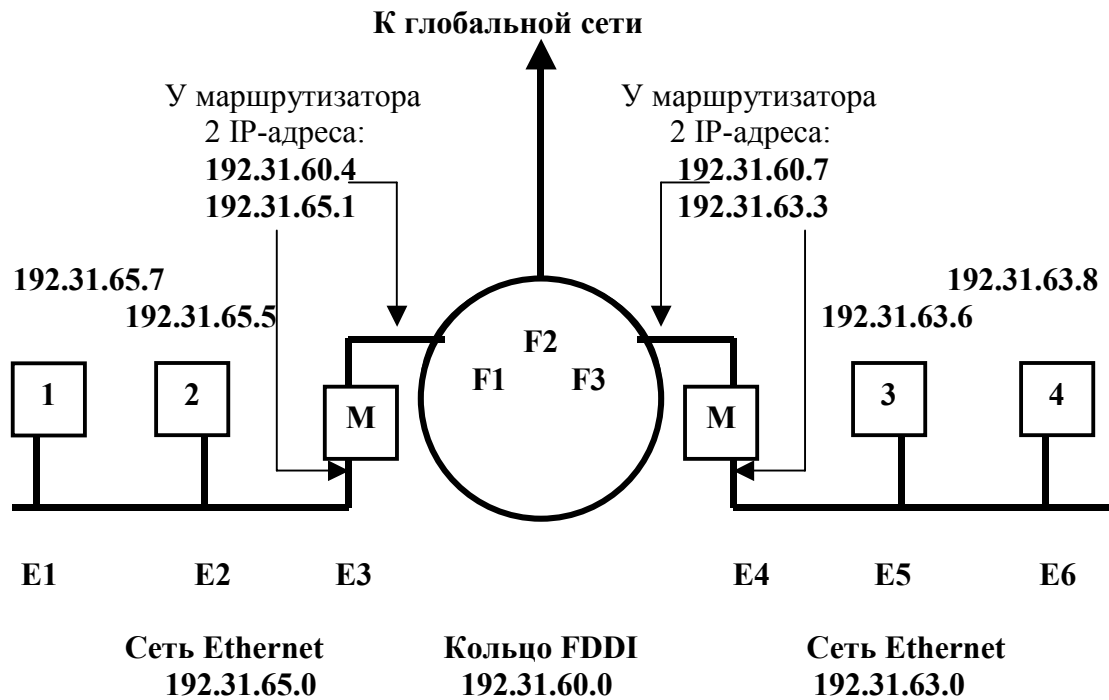 К глобальной сети
У маршрутизатора
2 IP-адреса:
192.31.60.4
192.31.65.1
У маршрутизатора
2 IP-адреса:
192.31.60.7
192.31.63.3
192.31.65.7
192.31.65.5
192.31.63.8
192.31.63.6
F2
F1 F3
1
2
М
М
3
4
E1 E2 E3 E4 E5 E6
Сеть Ethernet
192.31.65.0
Кольцо FDDI
192.31.60.0
Сеть Ethernet
192.31.63.0